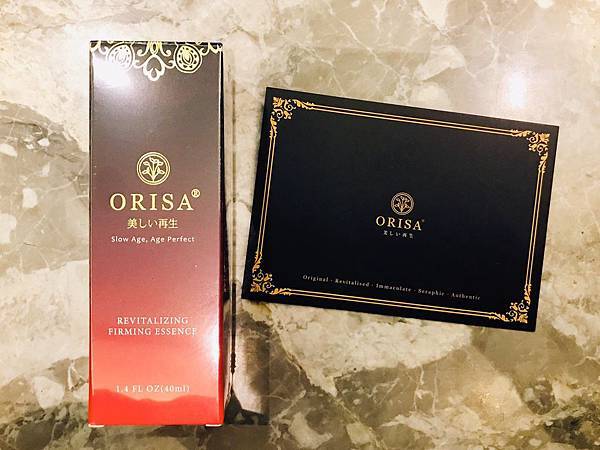 ORISA®
美しい再生
Slow Age, Age Perfect
REVITALIZING
FIRMING ESSENCE
1.4 FL OZ(40ml)
ORISA®
美しい再生
Original · Revitalised · Immaculate · Seraphic · Authentic